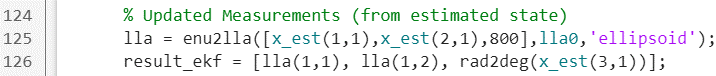 124 % Updated Measurements (from estimated state)
125 lla = enu2lla([x_est(1,1),x_est(2,1),800],lla0,'ellipsoid');
126 result_ekf = [lla(1,1), lla(1,2), rad2deg(x_est(3,1))];